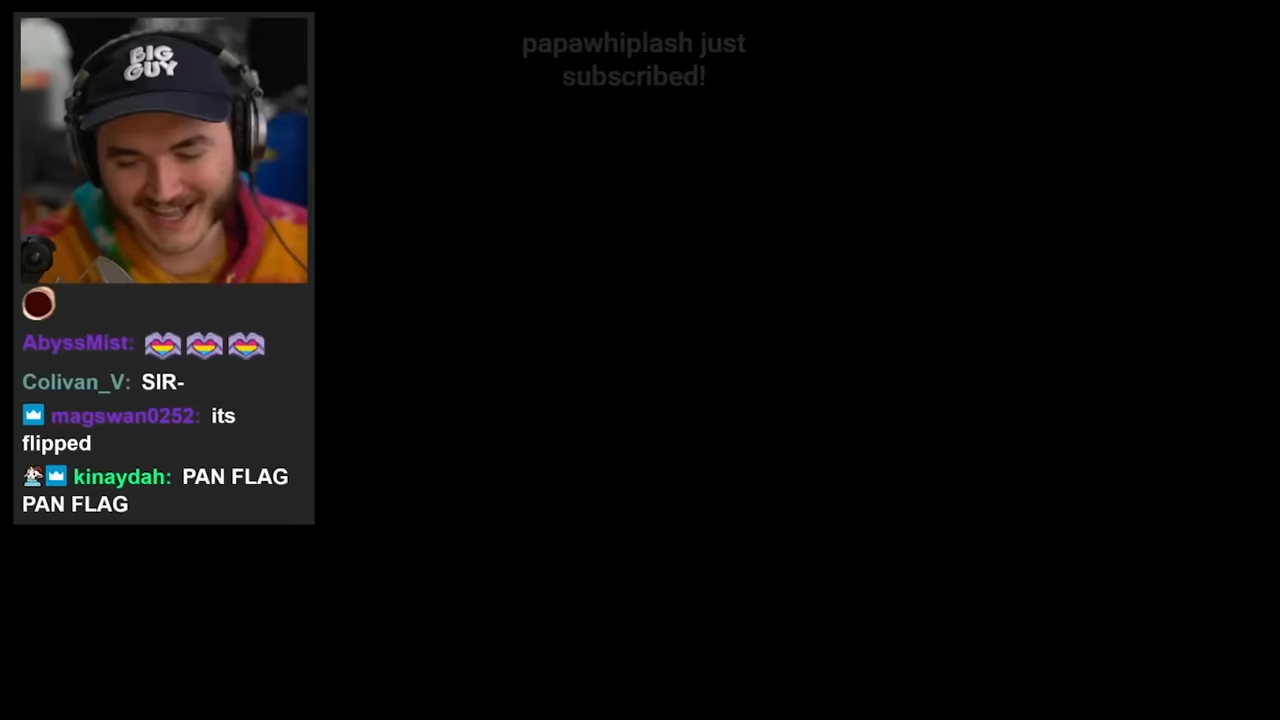 BIG
GUY
papawhiplash just
subscribed!
AbyssMist:
Colivan_V: SIR-
magswan0252: its
flipped
kinaydah: PAN FLAG
PAN FLAG